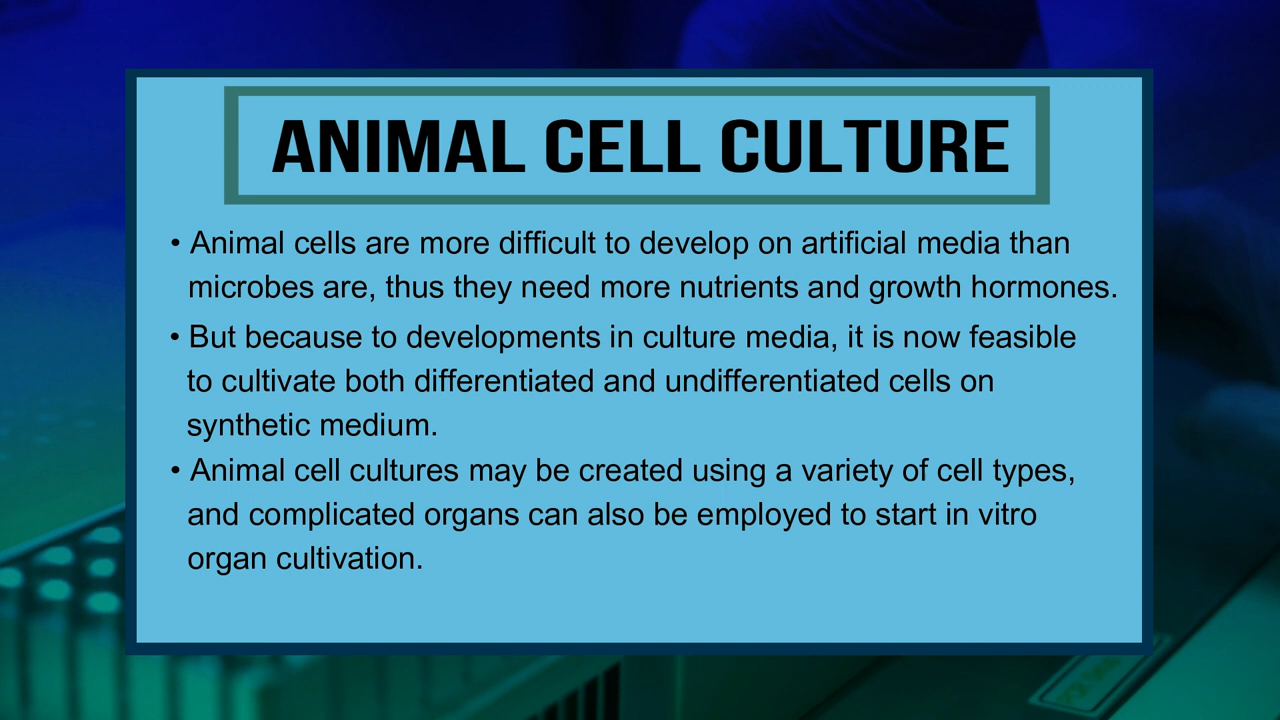 ANIMAL CELL CULTURE
• Animal cells are more difficult to develop on artificial media than
microbes are, thus they need more nutrients and growth hormones.
• But because to developments in culture media, it is now feasible
to cultivate both differentiated and undifferentiated cells on
synthetic medium.
• Animal cell cultures may be created using a variety of cell types,
and complicated organs can also be employed to start in vitro
organ cultivation.